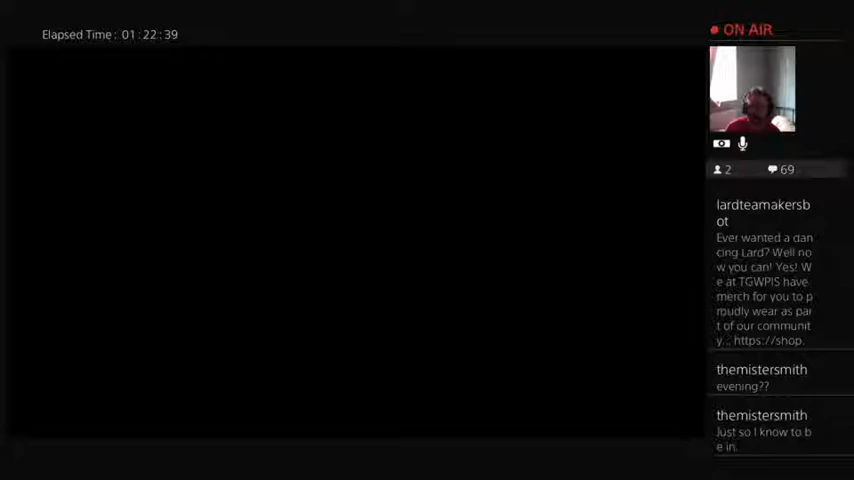 Elapsed Time : 01:22:39
ON AIR
2 69
lardteamakersb
ot
Ever wanted a dan
cing Lard? Well no
w you can! Yes! W
e at TGWPIS have
merch for you to p
roudly wear as par
t of our communit
y... https://shop.
themistersmith
evening??
themistersmith
Just so I know to b
e in.